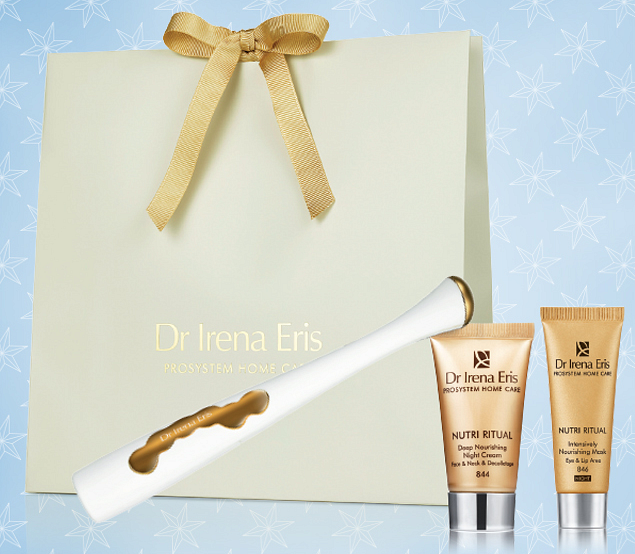 Dr Irena Eris
PROSYSTEM HOME CARE
Dr Irena Eris
Dr Irena Eris
PROSYSTEM HOME CARE
NUTRI RITUAL
Deep Nourishing
Night Cream
Face & Neck & Decolletage
844
Dr Irena Eris
PROSYSTEM HOME CARE
NUTRI RITUAL
Intensively
Nourishing Mask
Eye & Lip Area
846
NIGHT